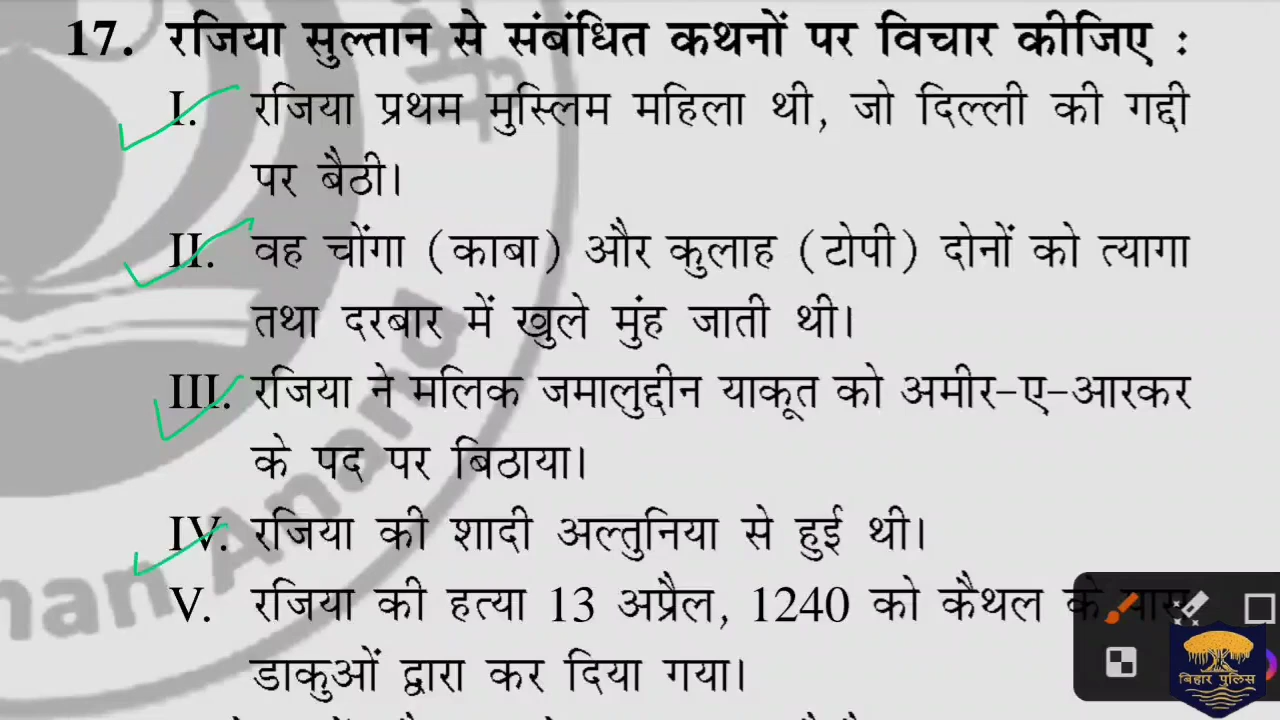 17. रजिया सुल्तान से संबंधित कथनों पर विचार कीजिए :
I. रजिया प्रथम मुस्लिम महिला थी, जो दिल्ली की गद्दी
पर बैठी।
II. वह चोंगा (काबा) और कुलाह (टोपी) दोनों को त्यागा
तथा दरबार में खुले मुंह जाती थी।
III. रजिया ने मलिक जमालुद्दीन याकूत को अमीर-ए-आरकर
के पद पर बिठाया।
IV. रजिया की शादी अल्तुनिया से हुई थी।
V. रजिया की हत्या 13 अप्रैल, 1240 को कैथल के पास
डाकुओं द्वारा कर दिया गया।
Anand
बिहार पुलिस